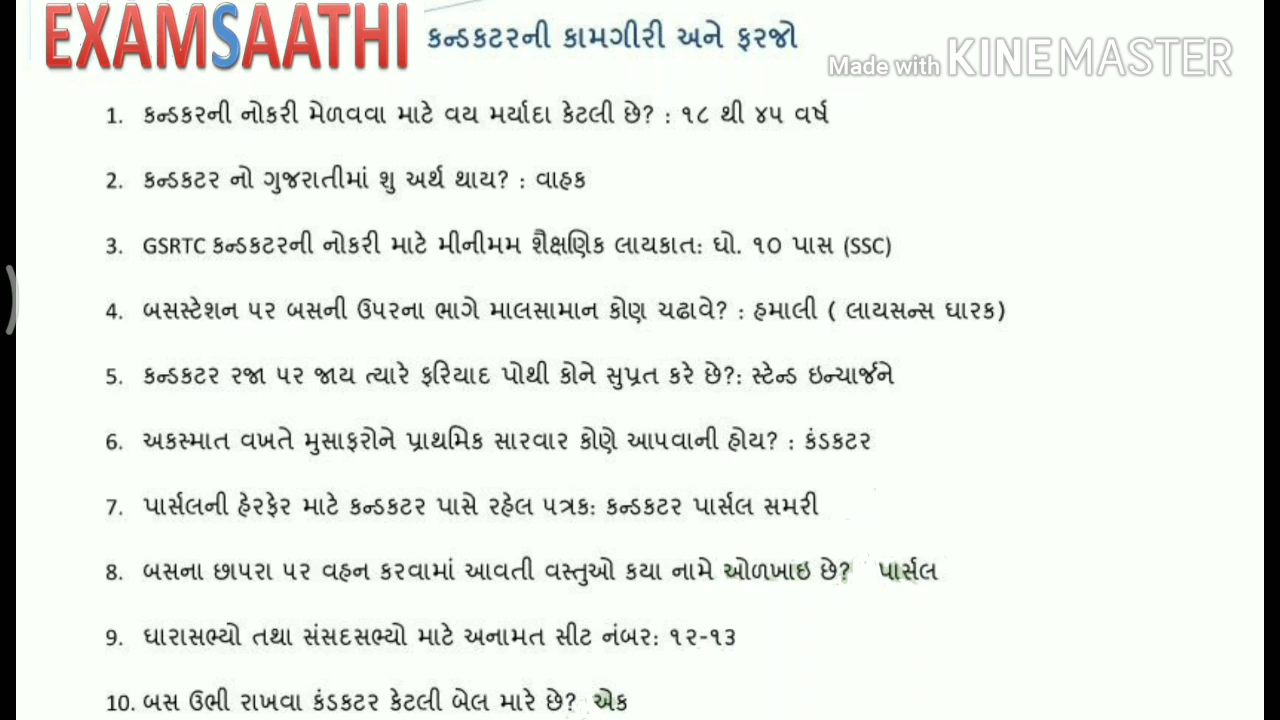 EXAMSAATHI કન્ડકટરની કામગીરી અને ફરજો
Made with KINEMASTER
1. કન્ડકરની નોકરી મેળવવા માટે વય મર્યાદા કેટલી છે? : ૧૮ થી ૪૫ વર્ષ
2. કન્ડકટર નો ગુજરાતીમાં શુ અર્થ થાય? : વાહક
3. GSRTC કન્ડકટરની નોકરી માટે મીનીમમ શૈક્ષણિક લાયકાત: ઘો. ૧૦ પાસ (SSC)
4. બસસ્ટેશન પર બસની ઉપરના ભાગે માલસામાન કોણ ચઢાવે? : હમાલી ( લાયસન્સ ઘારક)
5. કન્ડકટર રજા પર જાય ત્યારે ફરિયાદ પોથી કોને સુપ્રત કરે છે?: સ્ટેન્ડ ઇન્ચાર્જને
6. અકસ્માત વખતે મુસાફરોને પ્રાથમિક સારવાર કોણે આપવાની હોય? : કંડકટર
7. પાર્સલની હેરફેર માટે કન્ડકટર પાસે રહેલ પત્રક: કન્ડકટર પાર્સલ સમરી
8. બસના છાપરા પર વહન કરવામાં આવતી વસ્તુઓ કયા નામે ઓળખાઇ છે? પાર્સલ
9. ઘારાસભ્યો તથા સંસદસભ્યો માટે અનામત સીટ નંબર: ૧૨-૧૩
10. બસ ઉભી રાખવા કંડકટર કેટલી બેલ મારે છે? એક